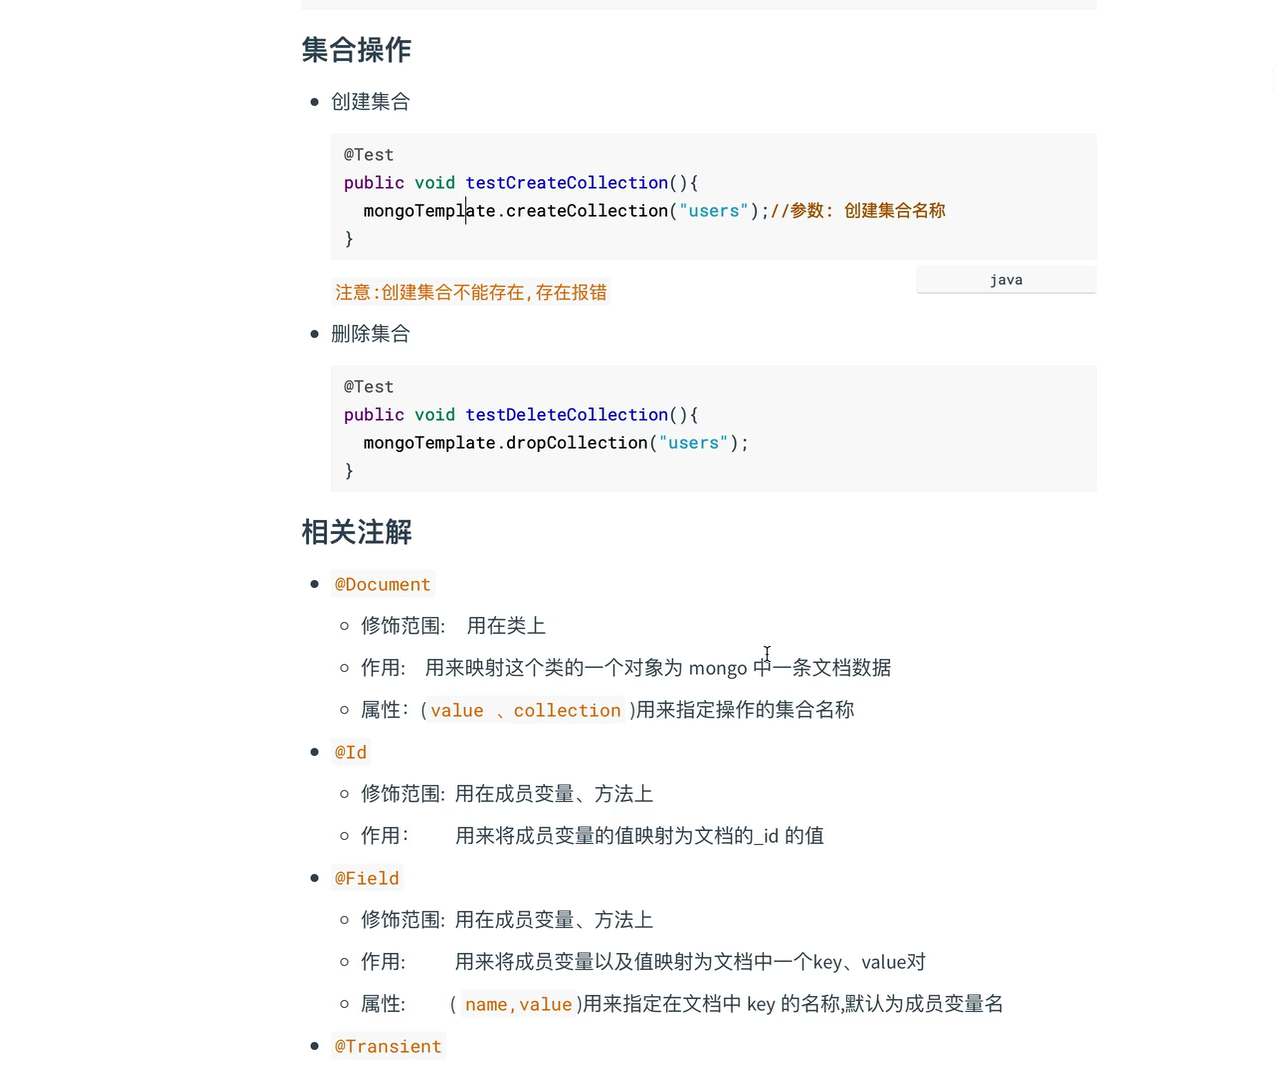 集合操作
创建集合
@Test
public void testCreateCollection(){
mongoTemplate.createCollection("users");//参数: 创建集合名称
}
java
注意:创建集合不能存在,存在报错
删除集合
@Test
public void testDeleteCollection(){
mongoTemplate.dropCollection("users");
}
相关注解
@Document
修饰范围: 用在类上
作用: 用来映射这个类的一个对象为 mongo 中一条文档数据
属性：(value 、collection )用来指定操作的集合名称
@Id
修饰范围: 用在成员变量、方法上
作用： 用来将成员变量的值映射为文档的_id 的值
@Field
修饰范围: 用在成员变量、方法上
作用: 用来将成员变量以及值映射为文档中一个key、value对
属性: ( name,value )用来指定在文档中 key 的名称,默认为成员变量名
@Transient